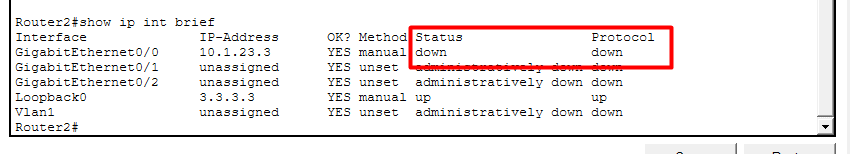 Router2#show ip int brief
Interface IP-Address OK? Method Status Protocol
GigabitEthernet0/0 10.1.23.3 YES manual down down
GigabitEthernet0/1 unassigned YES unset administratively down down
GigabitEthernet0/2 unassigned YES unset administratively down down
Loopback0 3.3.3.3 YES manual up up
Vlan1 unassigned YES unset administratively down down
Router2#